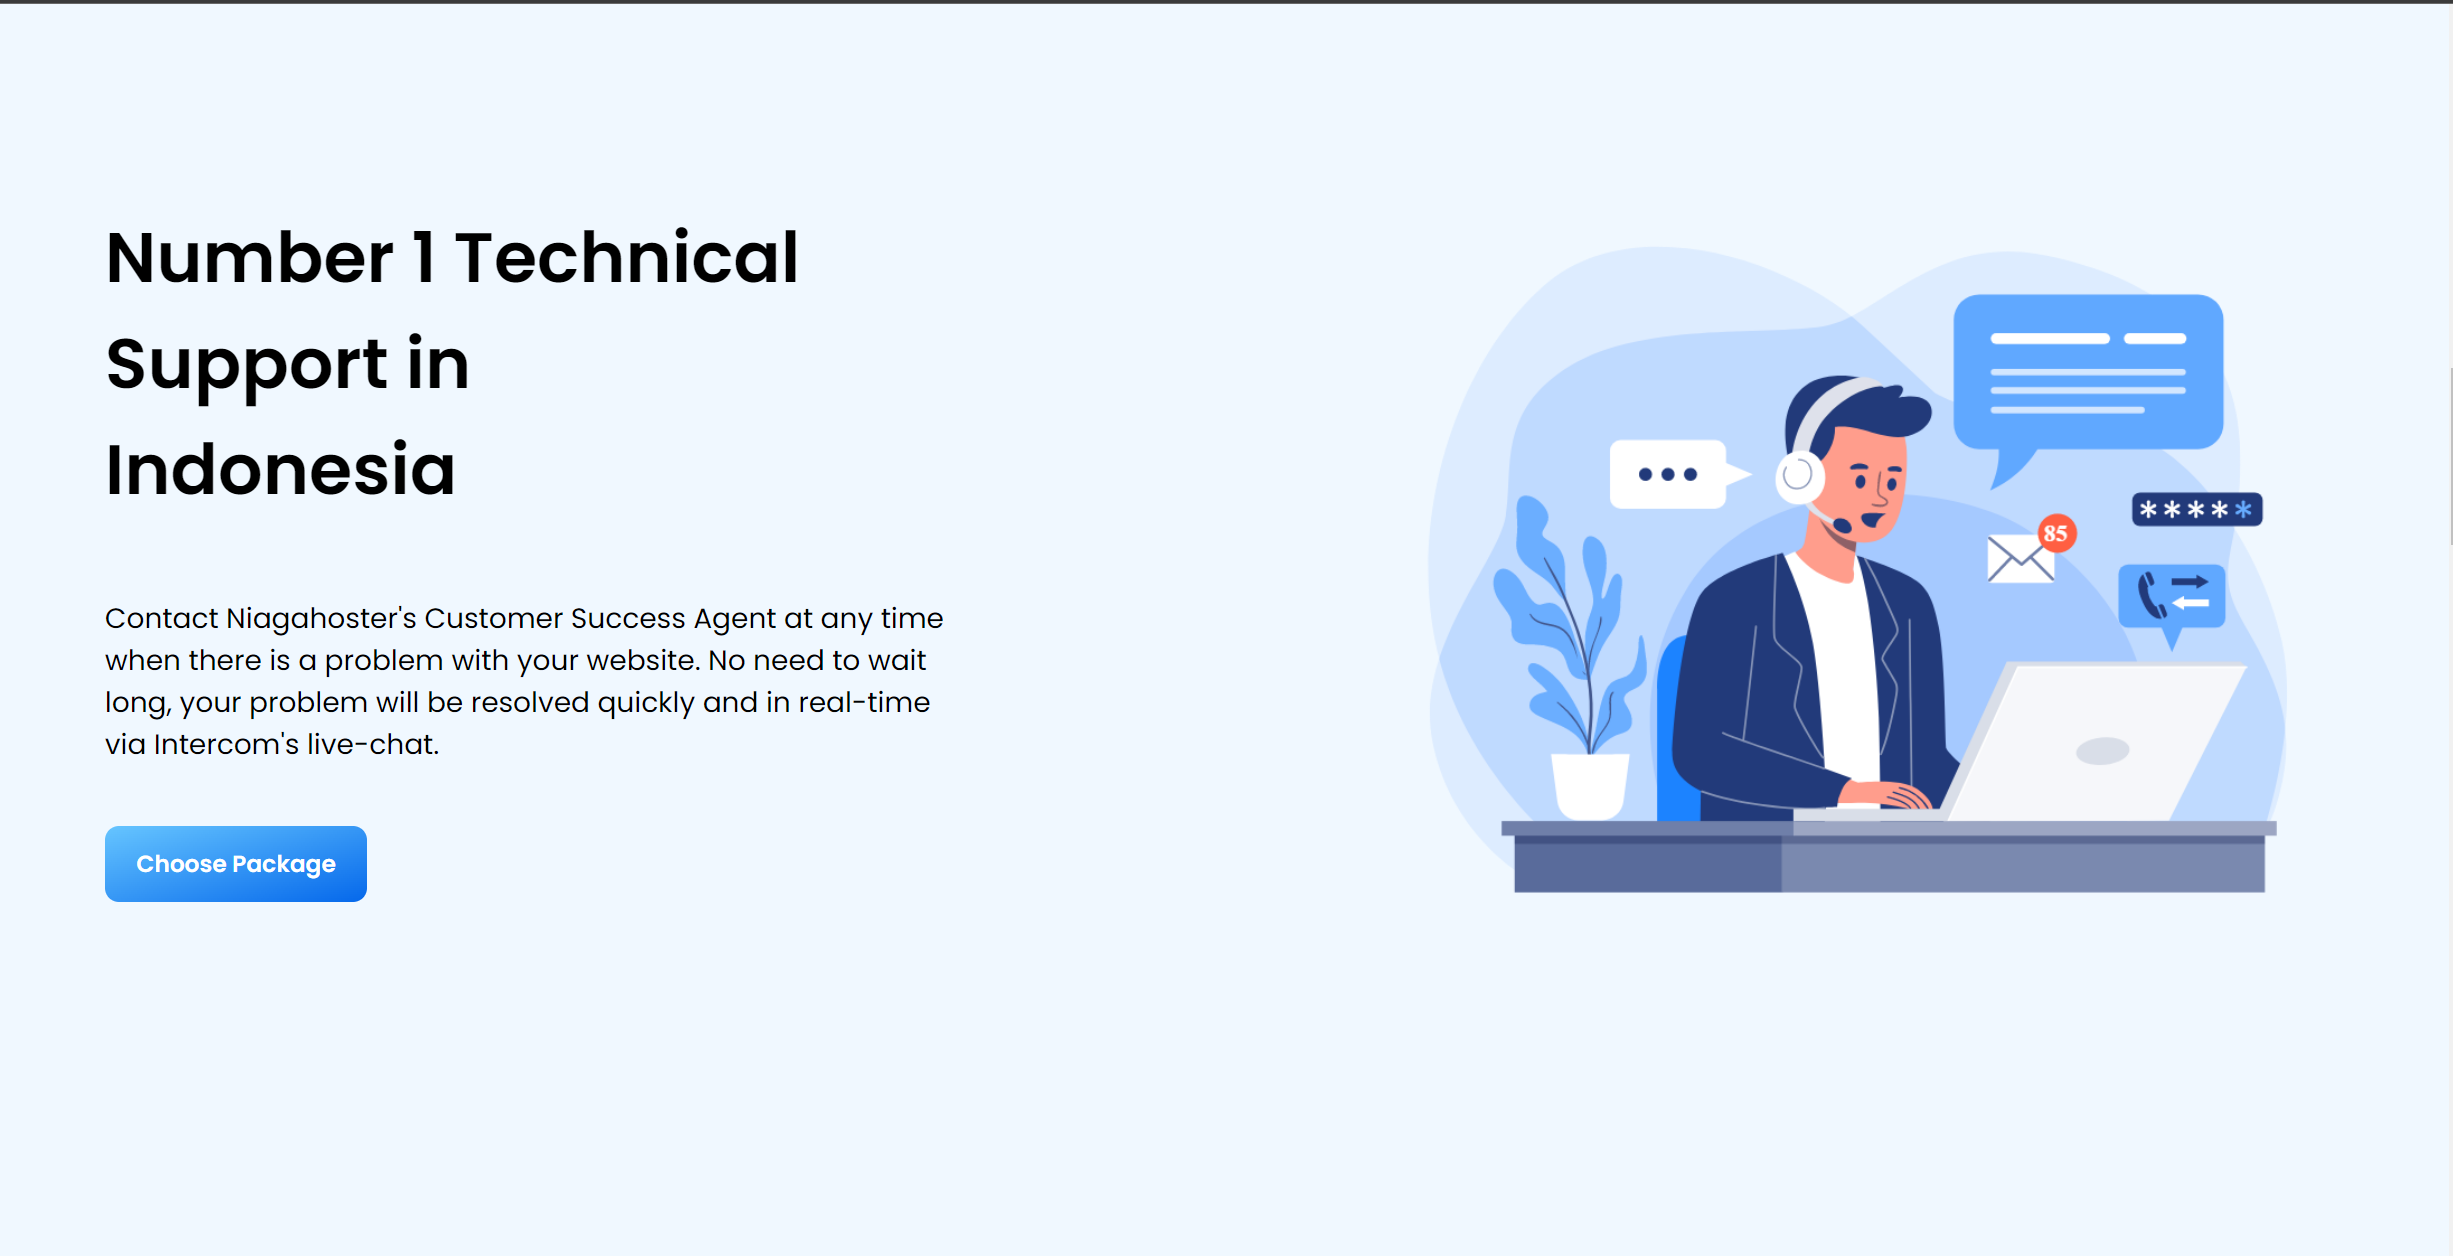 Number 1 Technical
Support in
Indonesia
Contact Niagahoster's Customer Success Agent at any time
when there is a problem with your website. No need to wait
long, your problem will be resolved quickly and in real-time
via Intercom's live-chat.
Choose Package
*****
85